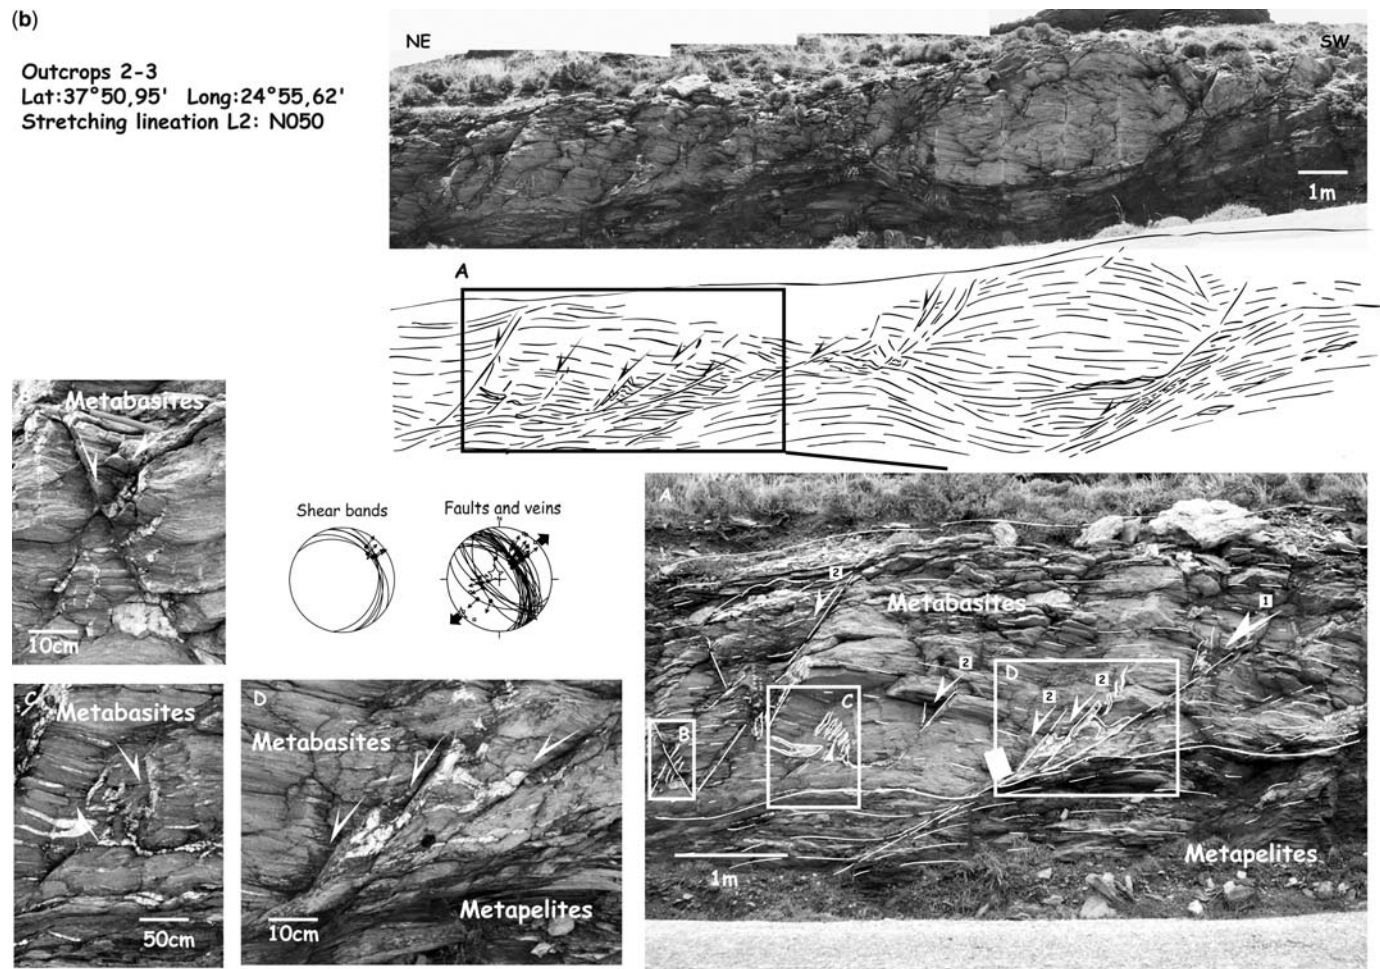 (b)
Outcrops 2-3
Lat:37°50,95' Long:24°55,62'
Stretching lineation L2: N050
NE
SW
1m
A
B
Metabasites
10cm
Shear bands
Faults and veins
C
Metabasites
50cm
D
Metabasites
Metapelites
10cm
A
2
Metabasites
1
2
D
2
2
C
B
1m
Metapelites